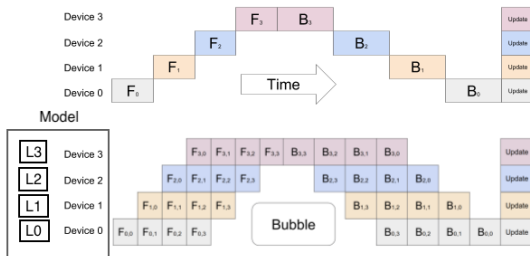 Device 3 F3 B3 Update
Device 2 F2 B2 Update
Device 1 F1 B1 Update
Device 0 F0 Time B0 Update
Model
L3 Device 3 F3,0 F3,1 F3,2 F3,3 B3,3 B3,2 B3,1 B3,0 Update
L2 Device 2 F2,0 F2,1 F2,2 F2,3 B2,3 B2,2 B2,1 B2,0 Update
L1 Device 1 F1,0 F1,1 F1,2 F1,3 B1,3 B1,2 B1,1 B1,0 Update
L0 Device 0 F0,0 F0,1 F0,2 F0,3 Bubble B0,3 B0,2 B0,1 B0,0 Update